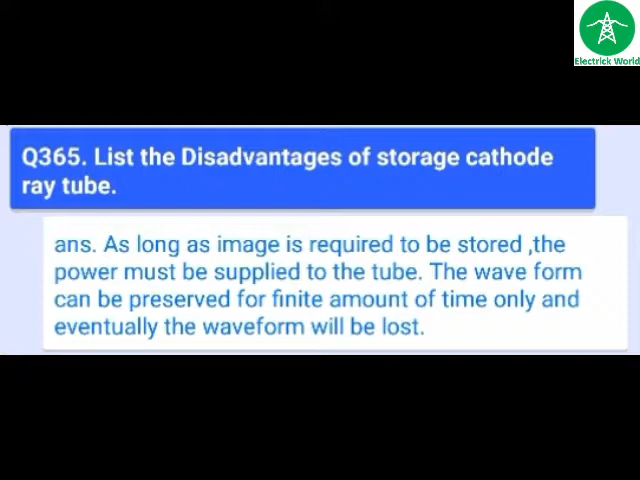 Electrick World
Q365. List the Disadvantages of storage cathode
ray tube.
ans. As long as image is required to be stored ,the
power must be supplied to the tube. The wave form
can be preserved for finite amount of time only and
eventually the waveform will be lost.